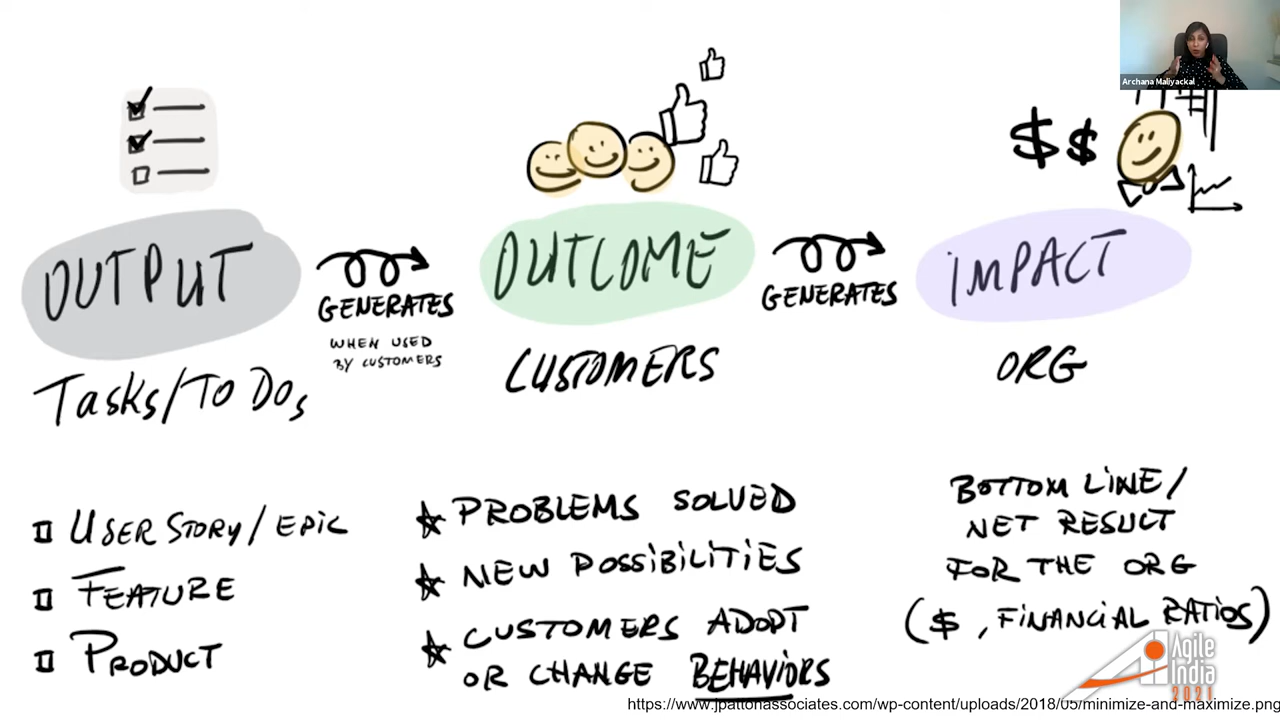 Archana Maliyackal
OUTPUT
GENERATES
WHEN USED
BY CUSTOMERS
Tasks/To Dos
OUTCOME
CUSTOMERS
GENERATES
IMPACT
ORG
USER STORY/EPIC
FEATURE
PRODUCT
PROBLEMS SOLVED
NEW POSSIBILITIES
CUSTOMERS ADOPT
OR CHANGE BEHAVIORS
BOTTOM LINE/
NET RESULT
FOR THE ORG
($, FINANCIAL RATIOS)
Agile
India
2021
https://www.jpattonassociates.com/wp-content/uploads/2018/05/minimize-and-maximize.png